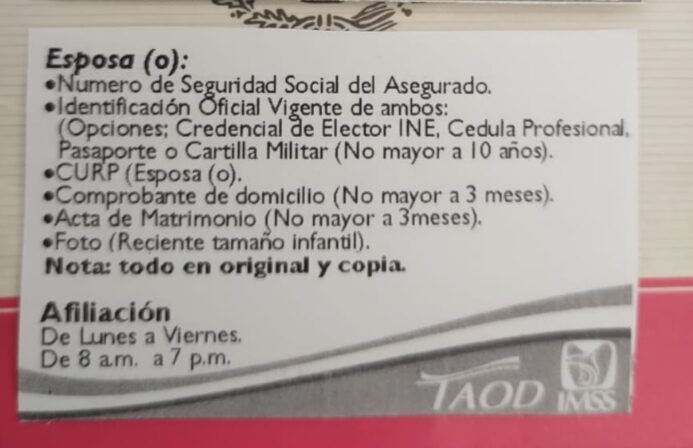 Esposa (o):
•Numero de Seguridad Social del Asegurado.
•Identificación Oficial Vigente de ambos:
(Opciones; Credencial de Elector INE, Cedula Profesional,
Pasaporte o Cartilla Militar (No mayor a 10 años).
•CURP (Esposa (o).
•Comprobante de domicilio (No mayor a 3 meses).
•Acta de Matrimonio (No mayor a 3meses).
•Foto (Reciente tamaño infantil).
Nota: todo en original y copia.
Afiliación
De Lunes a Viernes.
De 8 a.m. a 7 p.m.
TAOD IMSS